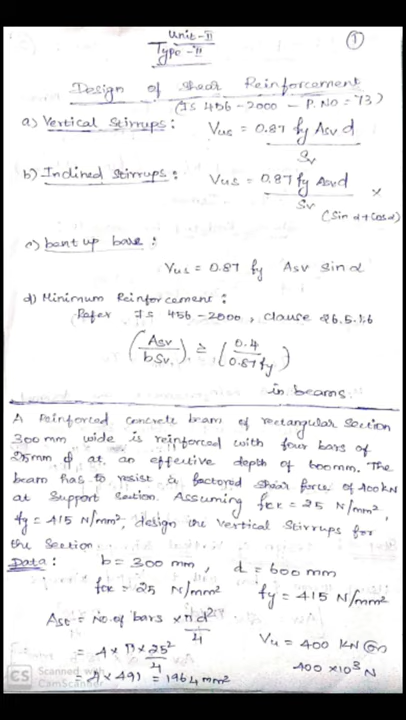 Unit-II
Type-II
①
Design of Shear Reinforcement
(IS 456-2000 - P.NO = 73)
a) Vertical Stirrups: Vus = 0.87 fy Asv d / Sv
b) Inclined Stirrups: Vus = 0.87 fy Asv d / Sv × (Sin α + Cos α)
c) bent up bars:
Vus = 0.87 fy Asv Sin α
d) Minimum Reinforcement:
Refer IS 456-2000, Clause 26.5.1.6
(Asv / bSv) ≥ (0.4 / 0.87 fy)
in beams.
A Reinforced concrete beam of rectangular Section
300 mm wide is reinforced with four bars of
25mm φ at an effective depth of 600mm. The
beam has to resist a factored shear force of 400 kN
at Support Section. Assuming fck = 25 N/mm²,
fy = 415 N/mm², design the vertical Stirrups for
the Section.
Data: b = 300 mm, d = 600 mm
fck = 25 N/mm² fy = 415 N/mm²
Ast = No. of bars × πd²/4
= 4 × π × 25²/4 Vu = 400 KN (or)
= 4 × 491 = 1964 mm² 400 × 10³ N
CS Scanned with
CamScanner